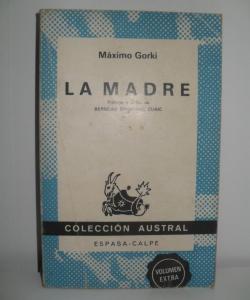 Máximo Gorki
LA MADRE
COLECCIÓN AUSTRAL
ESPASA-CALPE
VOLUMEN
EXTRA